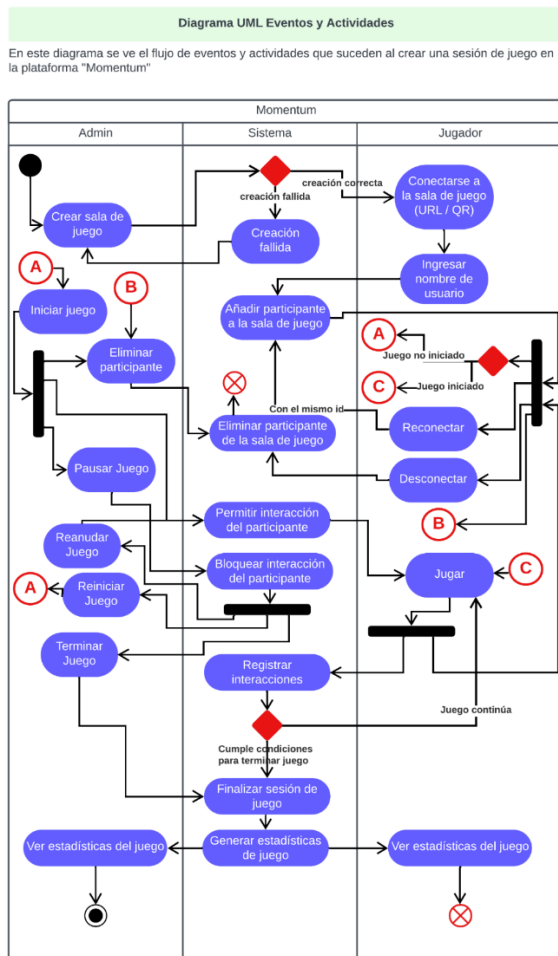 Diagrama UML Eventos y Actividades
En este diagrama se ve el flujo de eventos y actividades que suceden al crear una sesión de juego en
la plataforma "Momentum"
Momentum
Admin
Sistema
Jugador
creación correcta
creación fallida
Conectarse a
la sala de juego
(URL / QR)
Crear sala de
juego
Creación
fallida
A
B
Ingresar
nombre de
usuario
Iniciar juego
Añadir participante
a la sala de juego
A
Juego no iniciado
Eliminar
participante
C
Juego iniciado
Con el mismo id
Eliminar participante
de la sala de juego
Reconectar
Pausar Juego
Desconectar
Permitir interacción
del participante
B
Reanudar
Juego
Bloquear interacción
del participante
Jugar
C
A
Reiniciar
Juego
Terminar
Juego
Registrar
interacciones
Juego continúa
Cumple condiciones
para terminar juego
Finalizar sesión de
juego
Ver estadísticas del juego
Generar estadísticas
de juego
Ver estadísticas del juego